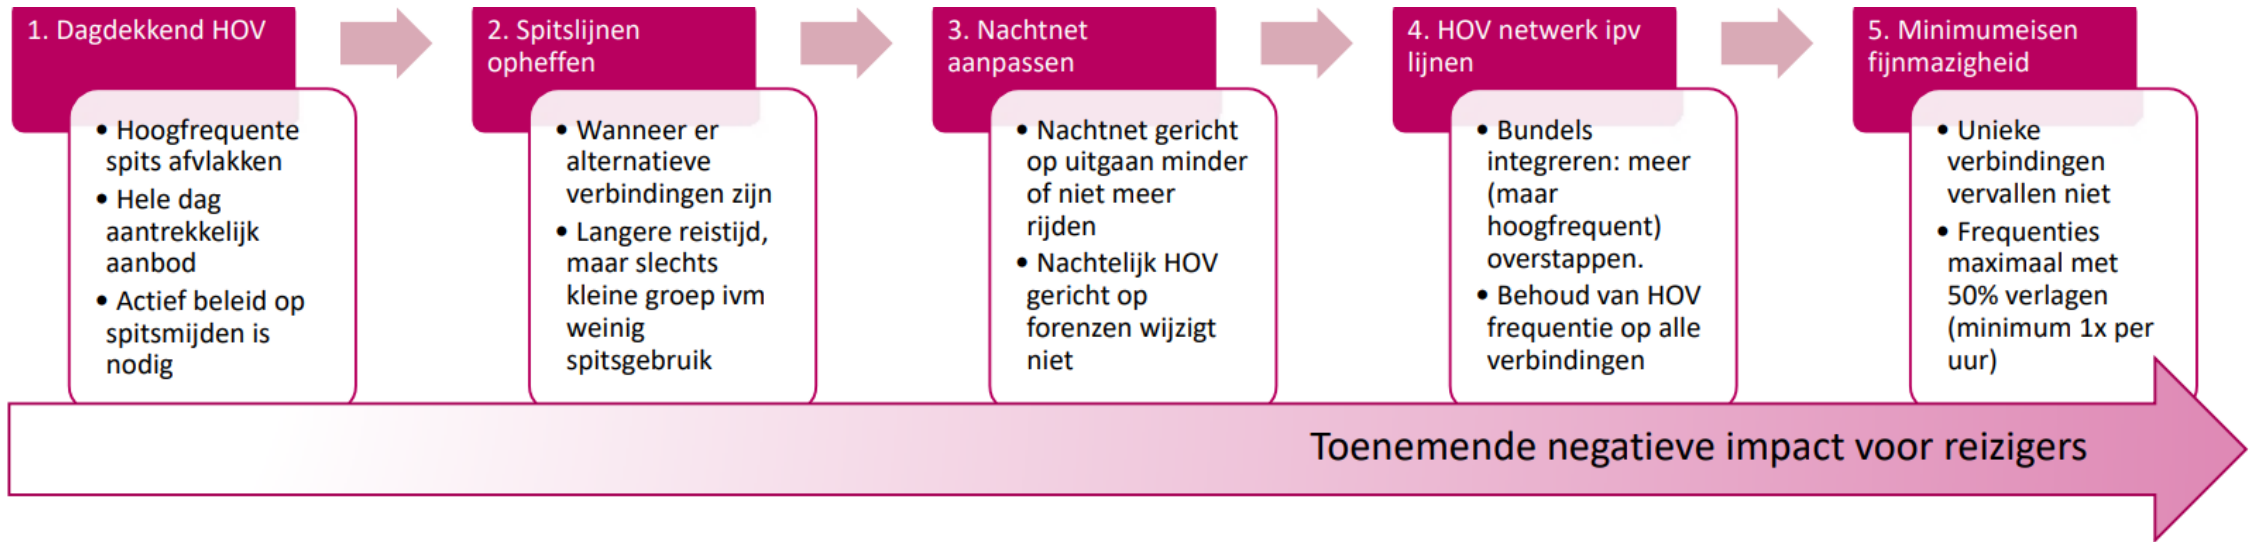 1. Dagdekkend HOV
• Hoogfrequente
spits afvlakken
• Hele dag
aantrekkelijk
aanbod
• Actief beleid op
spitsmijden is
nodig
2. Spitslijnen
opheffen
• Wanneer er
alternatieve
verbindingen zijn
• Langere reistijd,
maar slechts
kleine groep ivm
weinig
spitsgebruik
3. Nachtnet
aanpassen
• Nachtnet gericht
op uitgaan minder
of niet meer
rijden
• Nachtelijk HOV
gericht op
forenzen wijzigt
niet
4. HOV netwerk ipv
lijnen
• Bundels
integreren: meer
(maar
hoogfrequent)
overstappen.
• Behoud van HOV
frequentie op alle
verbindingen
5. Minimumeisen
fijnmazigheid
• Unieke
verbindingen
vervallen niet
• Frequenties
maximaal met
50% verlagen
(minimum 1x per
uur)
Toenemende negatieve impact voor reizigers